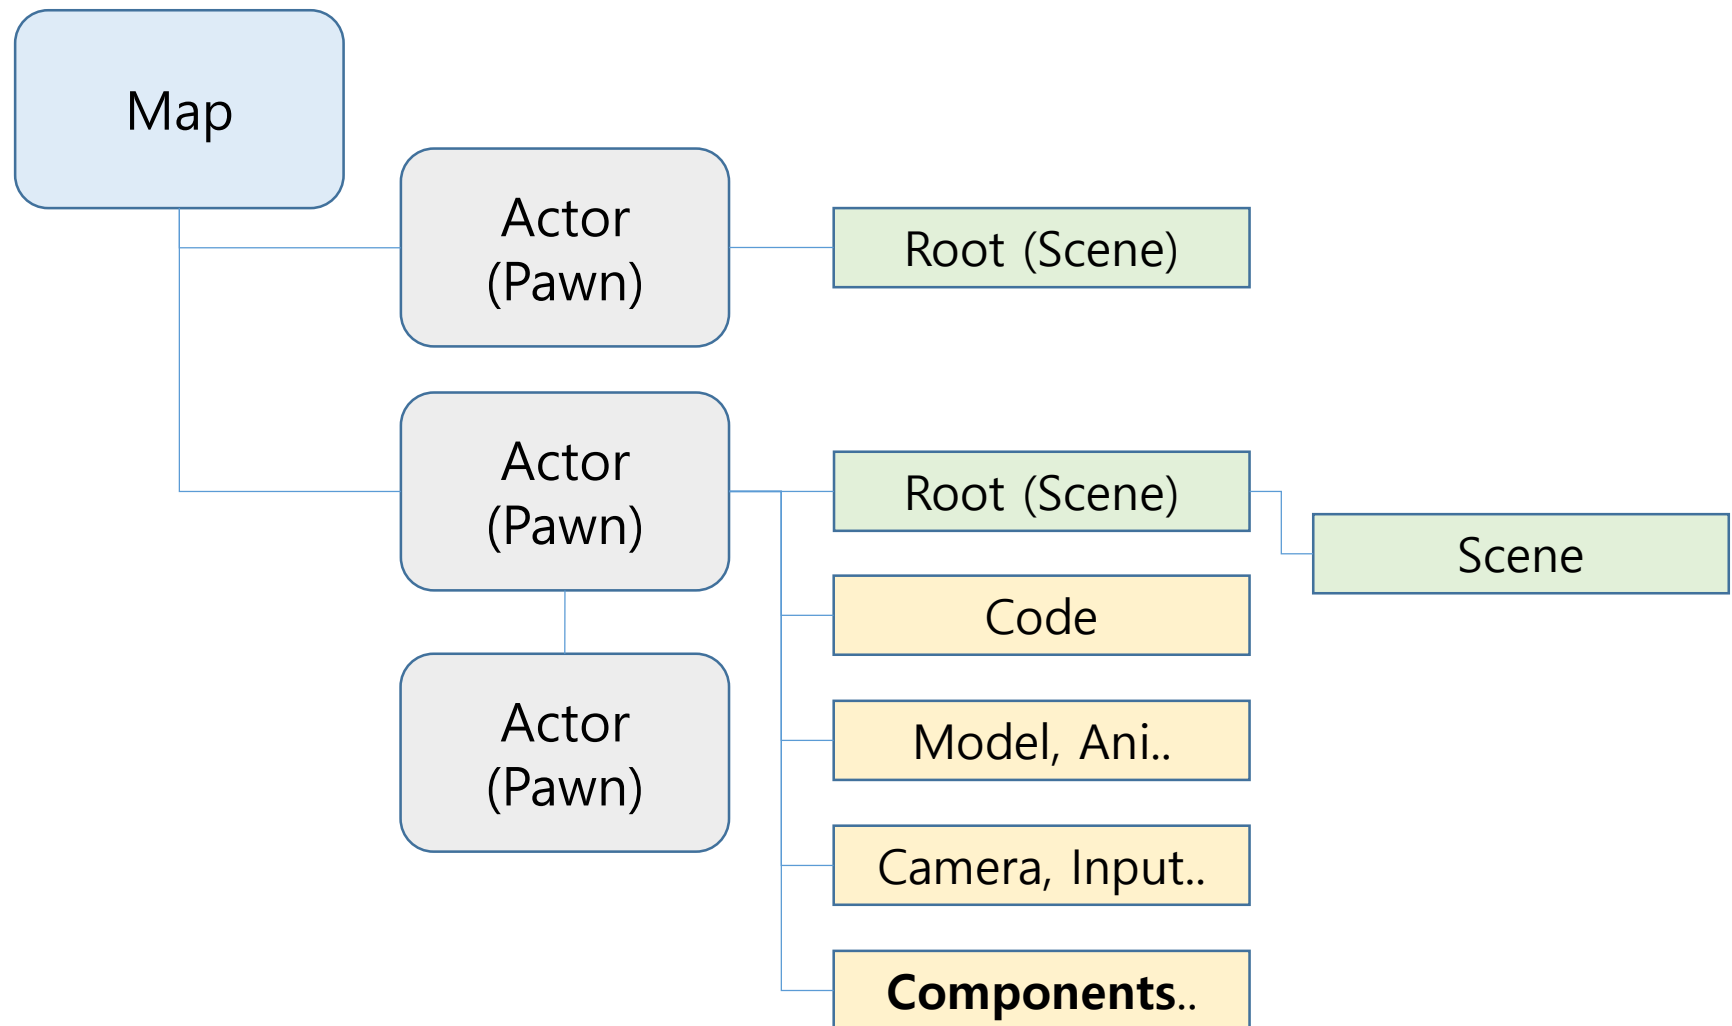 Map
Actor
(Pawn)
Root (Scene)
Actor
(Pawn)
Root (Scene)
Scene
Code
Model, Ani..
Camera, Input..
Components..
Actor
(Pawn)